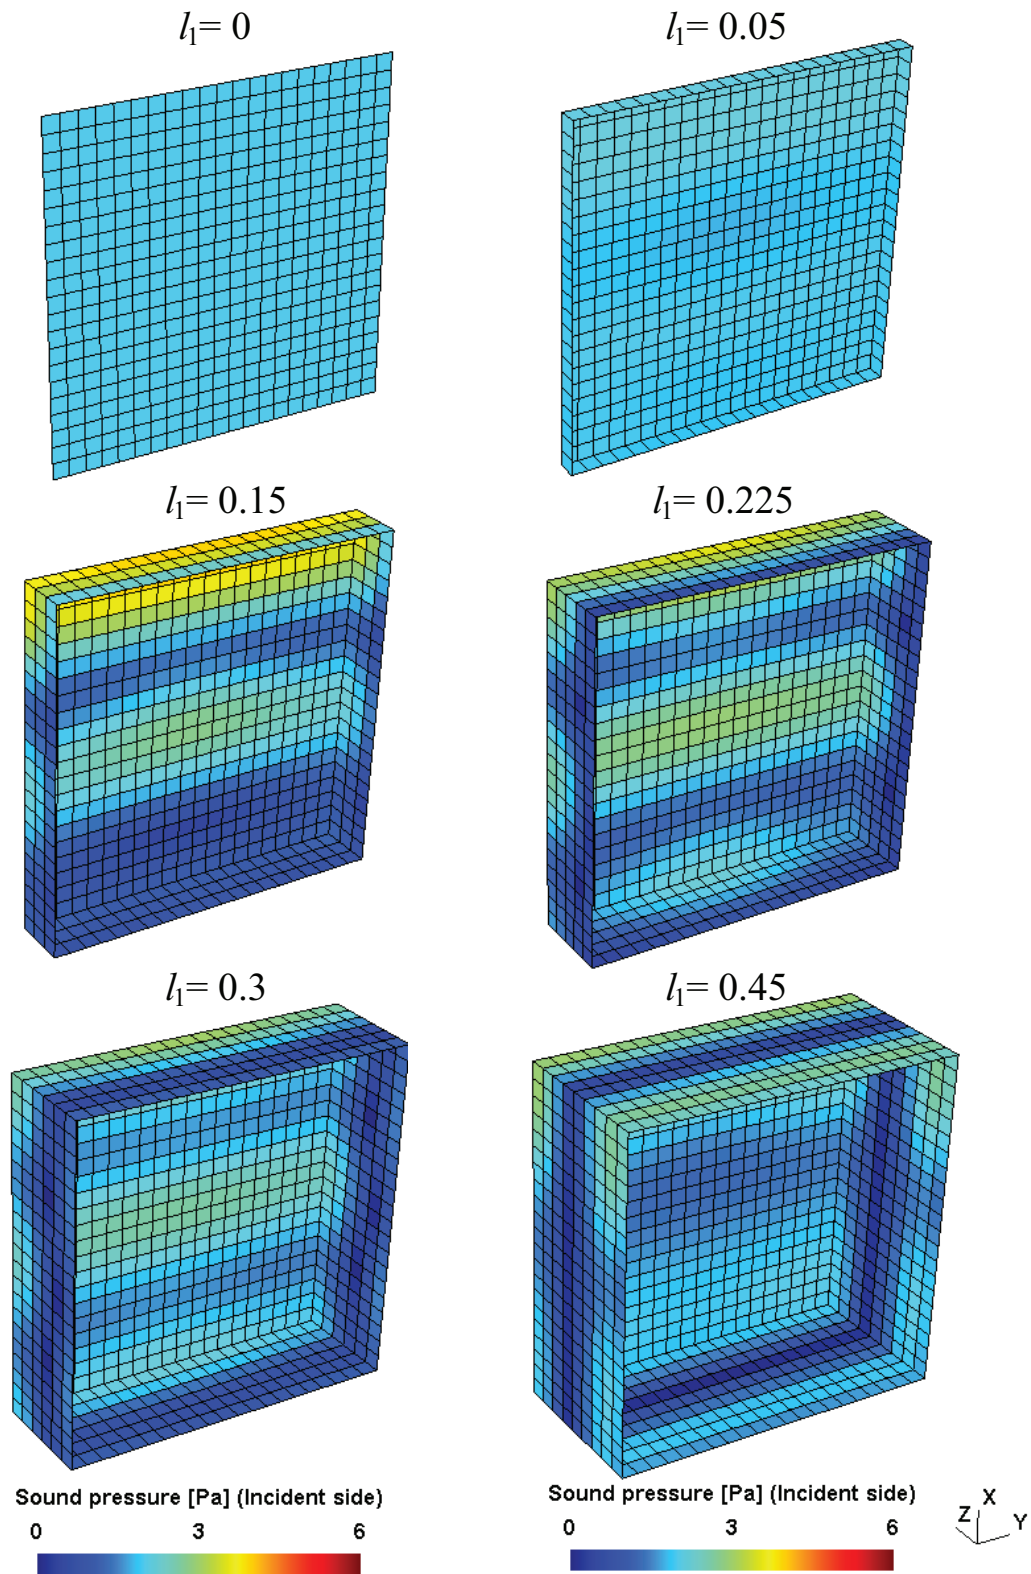 l₁= 0
l₁= 0.05
l₁= 0.15
l₁= 0.225
l₁= 0.3
l₁= 0.45
Sound pressure [Pa] (Incident side)
0 3 6
Sound pressure [Pa] (Incident side)
0 3 6
Z X Y